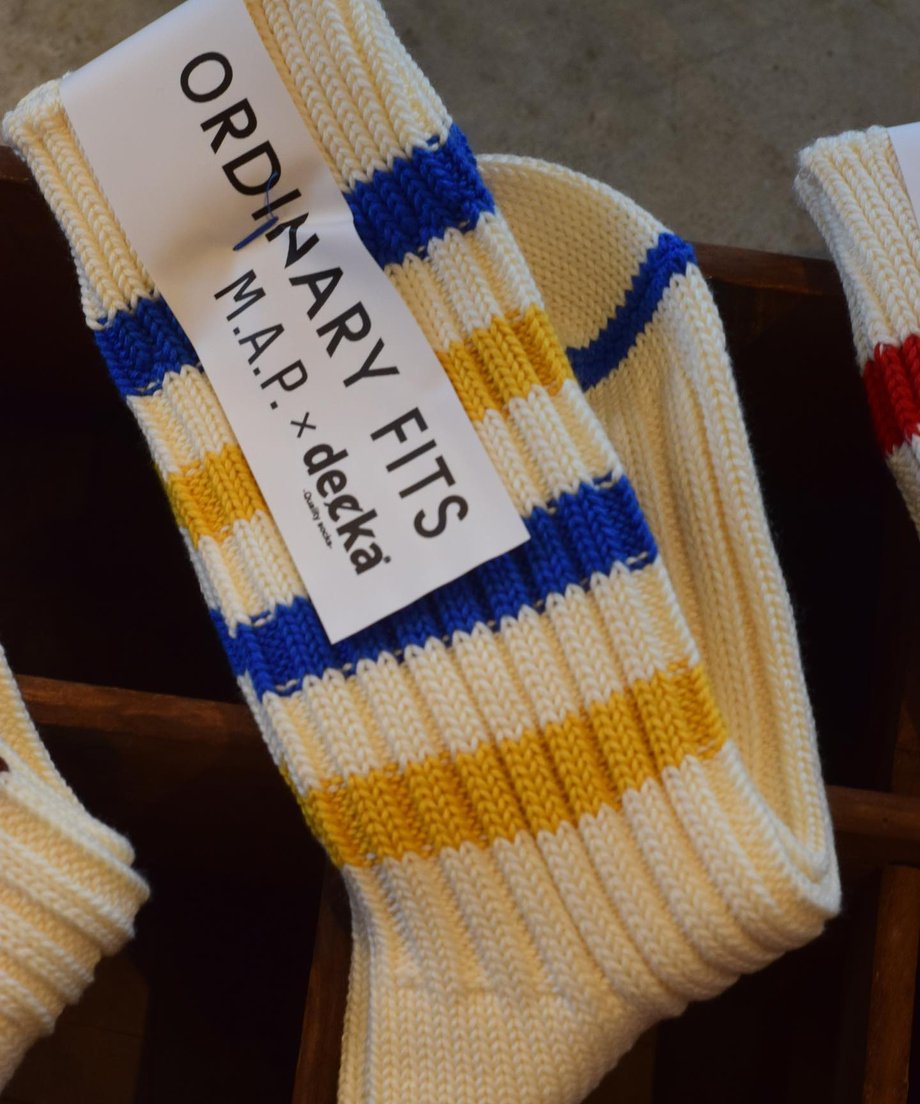 ORDINARY FITS
M.A.P. × decka
.Quality socks.